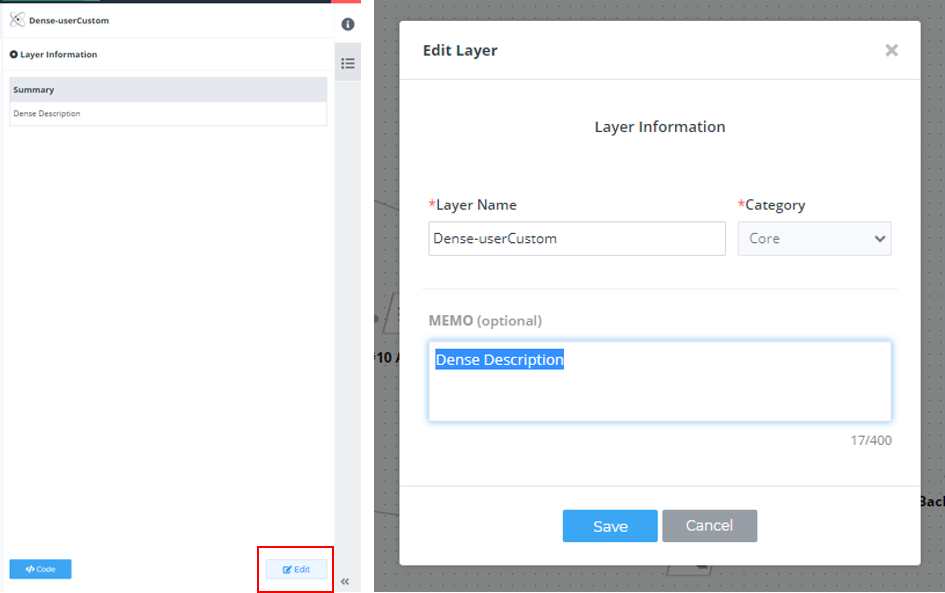 Dense-userCustom
Layer Information
Summary
Dense Description
</> Code
Edit
Edit Layer
Layer Information
*Layer Name
*Category
Dense-userCustom
Core
MEMO (optional)
Dense Description
17/400
Save
Cancel
#10 A
Back